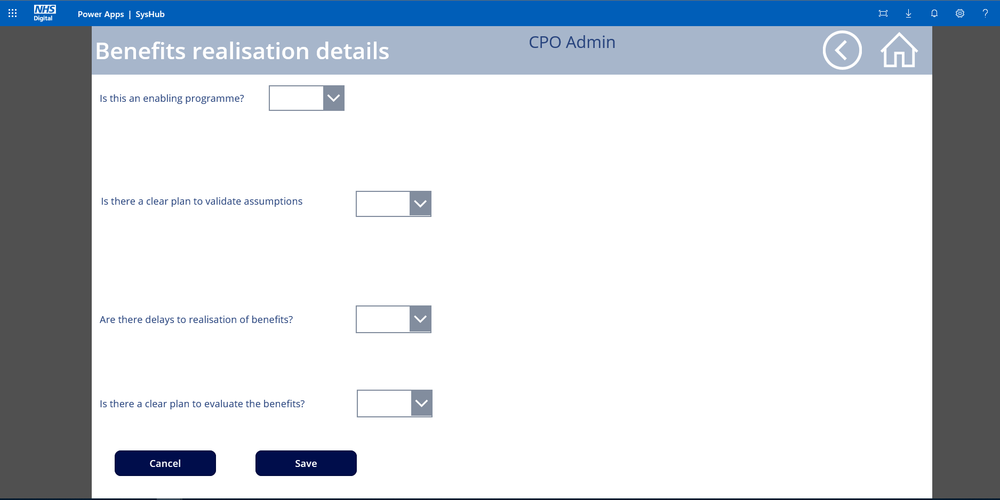 NHS
Digital
Power Apps | SysHub
Benefits realisation details
CPO Admin
Is this an enabling programme?
Is there a clear plan to validate assumptions
Are there delays to realisation of benefits?
Is there a clear plan to evaluate the benefits?
Cancel
Save